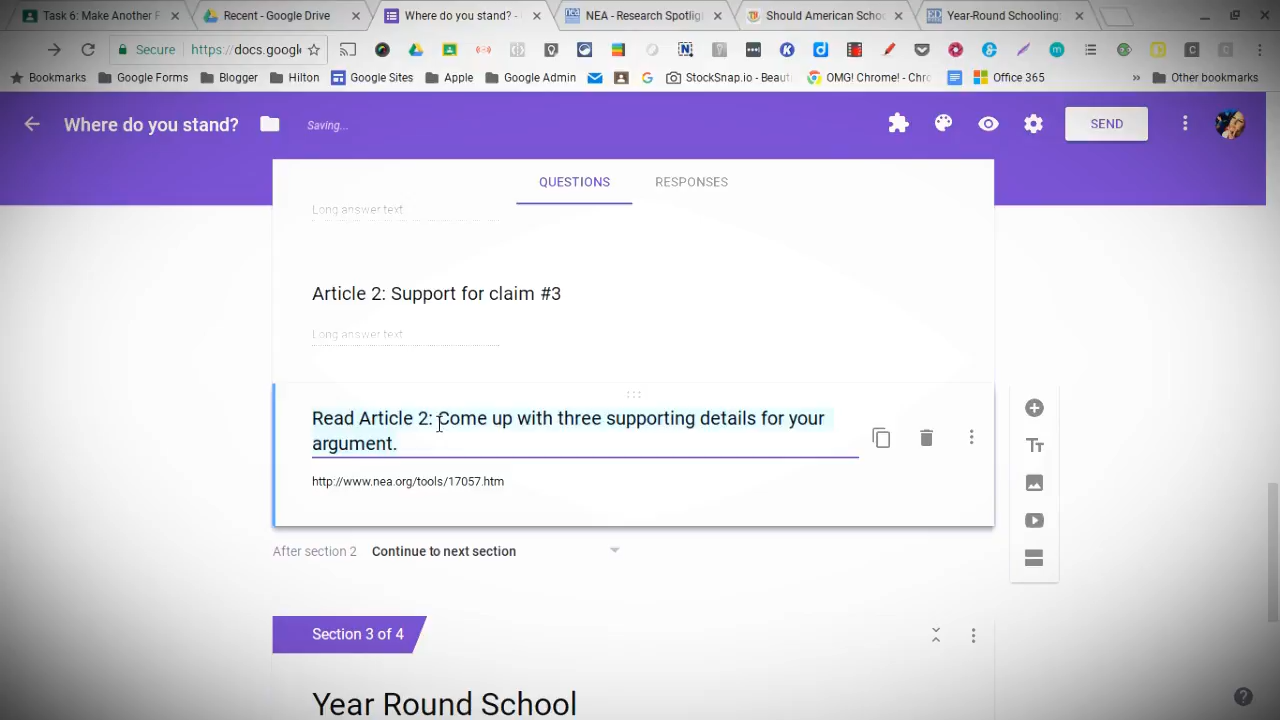 Task 6: Make Another F
Recent - Google Drive
Where do you stand? -
NEA - Research Spotlig
Should American Schoo
Year-Round Schooling:
Secure
https://docs.google
Bookmarks
Google Forms
Blogger
Hilton
Google Sites
Apple
Google Admin
StockSnap.io - Beaut
OMG! Chrome! - Chro
Office 365
»
Other bookmarks
Where do you stand?
Saving...
SEND
QUESTIONS
RESPONSES
Long answer text
Article 2: Support for claim #3
Long answer text
Read Article 2: Come up with three supporting details for your
argument.
http://www.nea.org/tools/17057.htm
After section 2
Continue to next section
Section 3 of 4
Year Round School